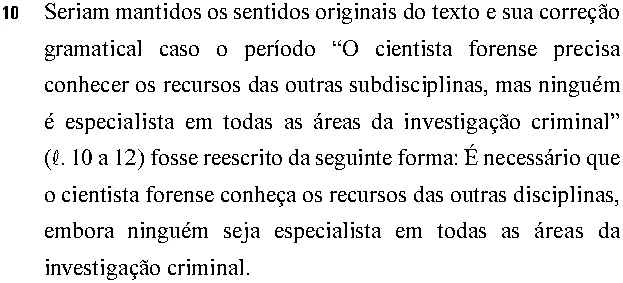 10 Seriam mantidos os sentidos originais do texto e sua correção
gramatical caso o período “O cientista forense precisa
conhecer os recursos das outras subdisciplinas, mas ninguém
é especialista em todas as áreas da investigação criminal”
(ℓ. 10 a 12) fosse reescrito da seguinte forma: É necessário que
o cientista forense conheça os recursos das outras disciplinas,
embora ninguém seja especialista em todas as áreas da
investigação criminal.